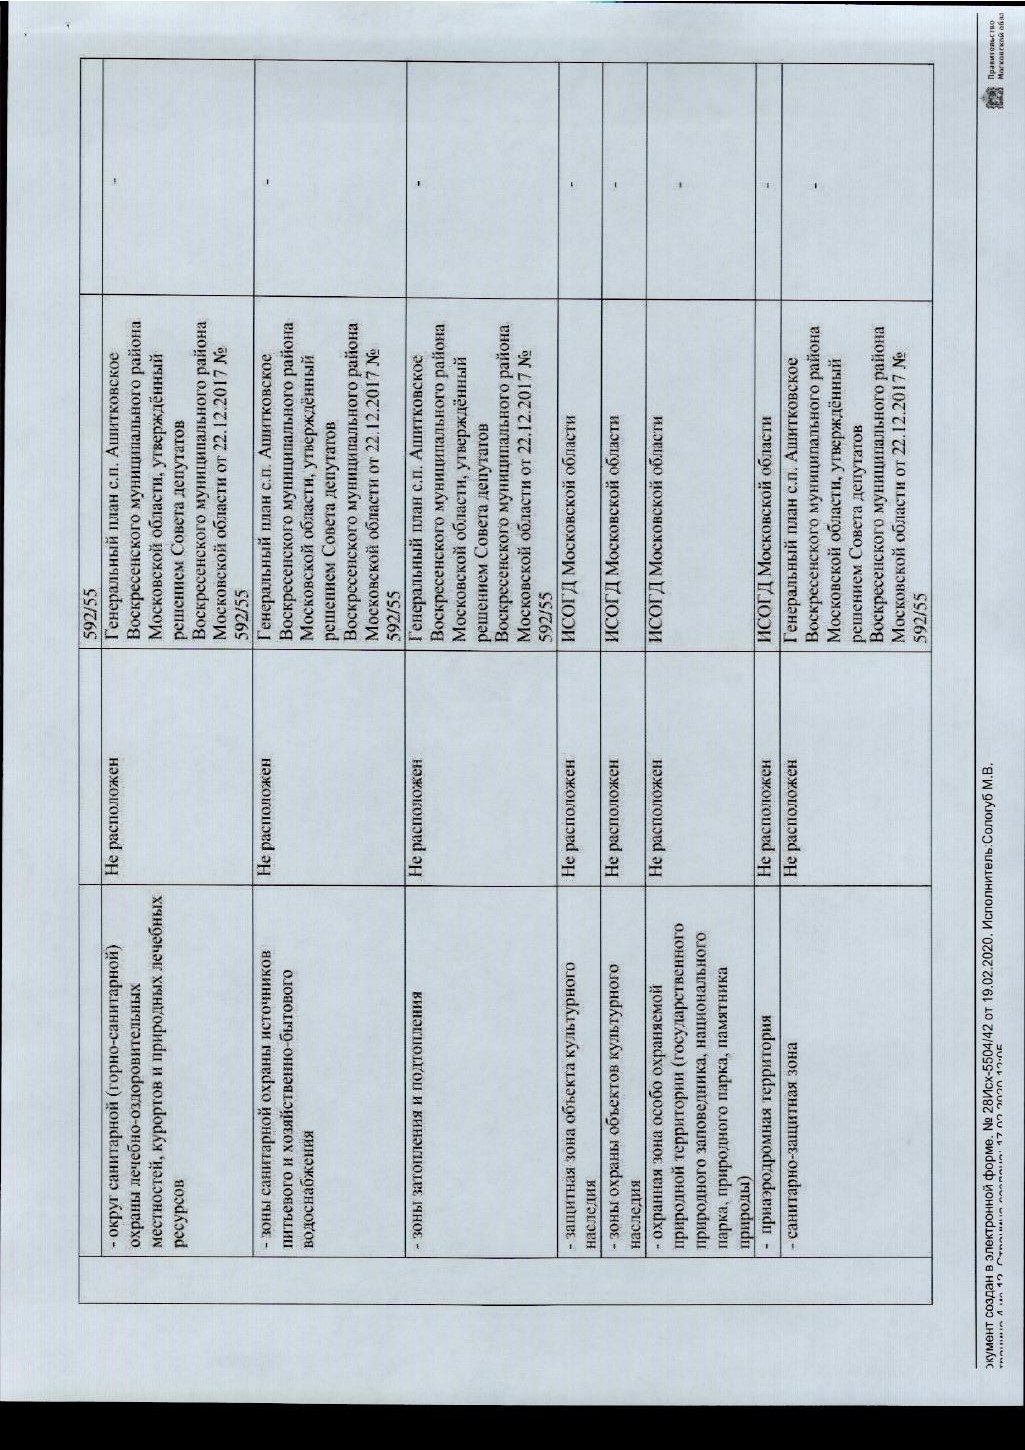 592/55
- округ санитарной (горно-санитарной)
охраны лечебно-оздоровительных
местностей, курортов и природных лечебных
ресурсов
Не расположен
Генеральный план с.п. Ашитковское
Воскресенского муниципального района
Московской области, утверждённый
решением Совета депутатов
Воскресенского муниципального района
Московской области от 22.12.2017 №
592/55
-
- зоны санитарной охраны источников
питьевого и хозяйственно-бытового
водоснабжения
Не расположен
Генеральный план с.п. Ашитковское
Воскресенского муниципального района
Московской области, утверждённый
решением Совета депутатов
Воскресенского муниципального района
Московской области от 22.12.2017 №
592/55
-
- зоны затопления и подтопления
Не расположен
Генеральный план с.п. Ашитковское
Воскресенского муниципального района
Московской области, утверждённый
решением Совета депутатов
Воскресенского муниципального района
Московской области от 22.12.2017 №
592/55
-
- защитная зона объекта культурного
наследия
Не расположен
ИСОГД Московской области
-
- зоны охраны объектов культурного
наследия
Не расположен
ИСОГД Московской области
-
- охранная зона особо охраняемой
природной территории (государственного
природного заповедника, национального
парка, природного парка, памятника
природы)
Не расположен
ИСОГД Московской области
-
- приаэродромная территория
Не расположен
ИСОГД Московской области
-
- санитарно-защитная зона
Не расположен
Генеральный план с.п. Ашитковское
Воскресенского муниципального района
Московской области, утверждённый
решением Совета депутатов
Воскресенского муниципального района
Московской области от 22.12.2017 №
592/55
-
окумент создан в электронной форме. № 28Исх-5504/42 от 19.02.2020. Исполнитель:Сологуб М.В.
Правительство
Московской обла